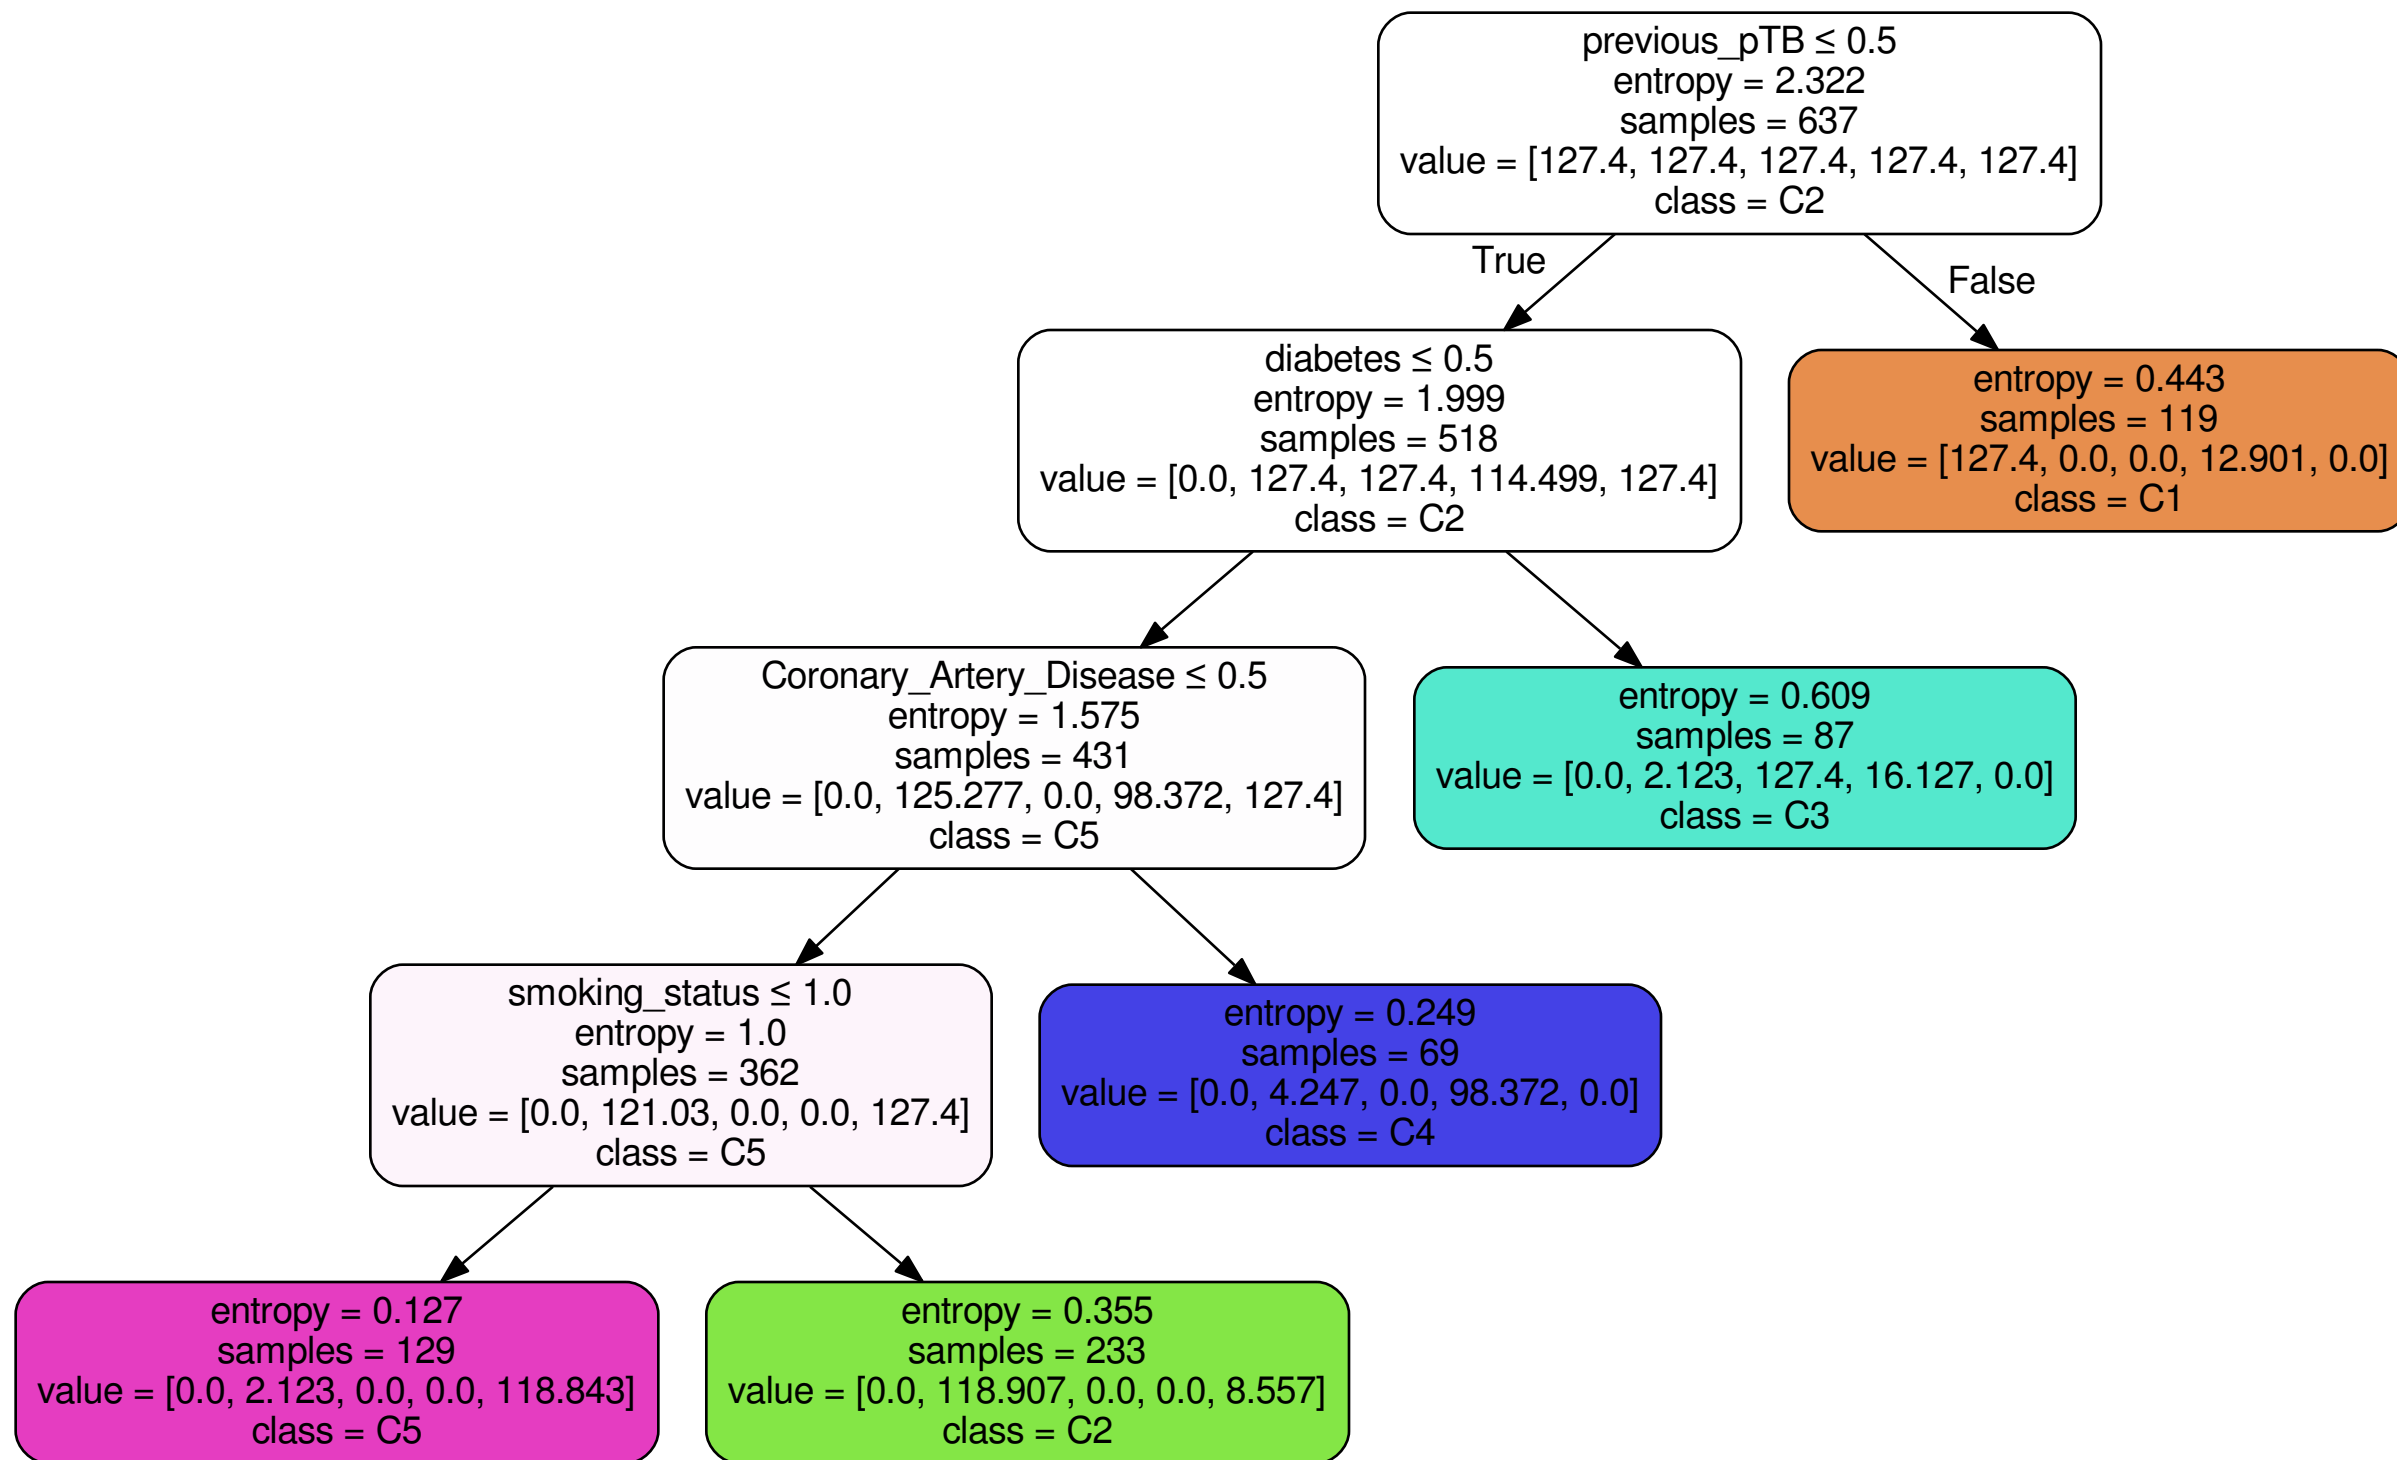 previous_pTB ≤ 0.5
entropy = 2.322
samples = 637
value = [127.4, 127.4, 127.4, 127.4, 127.4]
class = C2
True
False
diabetes ≤ 0.5
entropy = 1.999
samples = 518
value = [0.0, 127.4, 127.4, 114.499, 127.4]
class = C2
entropy = 0.443
samples = 119
value = [127.4, 0.0, 0.0, 12.901, 0.0]
class = C1
Coronary_Artery_Disease ≤ 0.5
entropy = 1.575
samples = 431
value = [0.0, 125.277, 0.0, 98.372, 127.4]
class = C5
entropy = 0.609
samples = 87
value = [0.0, 2.123, 127.4, 16.127, 0.0]
class = C3
smoking_status ≤ 1.0
entropy = 1.0
samples = 362
value = [0.0, 121.03, 0.0, 0.0, 127.4]
class = C5
entropy = 0.249
samples = 69
value = [0.0, 4.247, 0.0, 98.372, 0.0]
class = C4
entropy = 0.127
samples = 129
value = [0.0, 2.123, 0.0, 0.0, 118.843]
class = C5
entropy = 0.355
samples = 233
value = [0.0, 118.907, 0.0, 0.0, 8.557]
class = C2